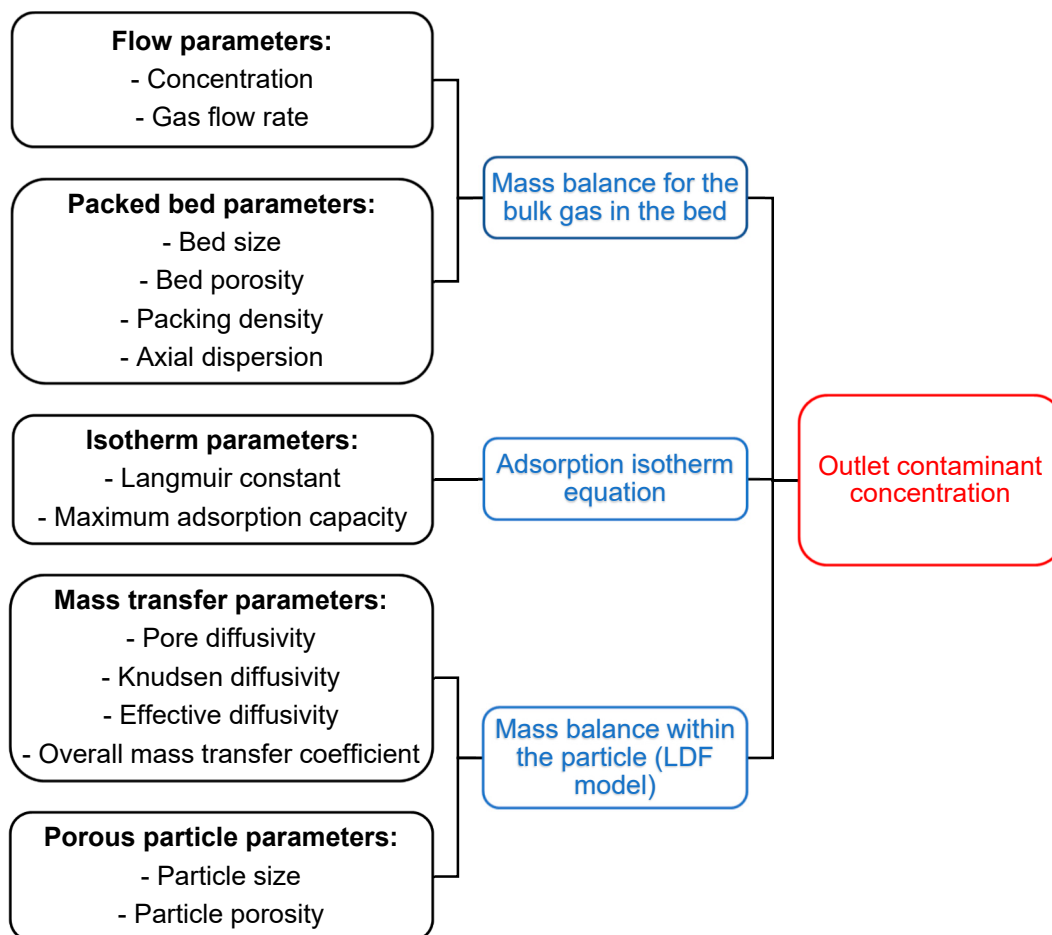 Flow parameters:
- Concentration
- Gas flow rate
Packed bed parameters:
- Bed size
- Bed porosity
- Packing density
- Axial dispersion
Isotherm parameters:
- Langmuir constant
- Maximum adsorption capacity
Mass transfer parameters:
- Pore diffusivity
- Knudsen diffusivity
- Effective diffusivity
- Overall mass transfer coefficient
Porous particle parameters:
- Particle size
- Particle porosity
Mass balance for the
bulk gas in the bed
Adsorption isotherm
equation
Mass balance within
the particle (LDF
model)
Outlet contaminant
concentration